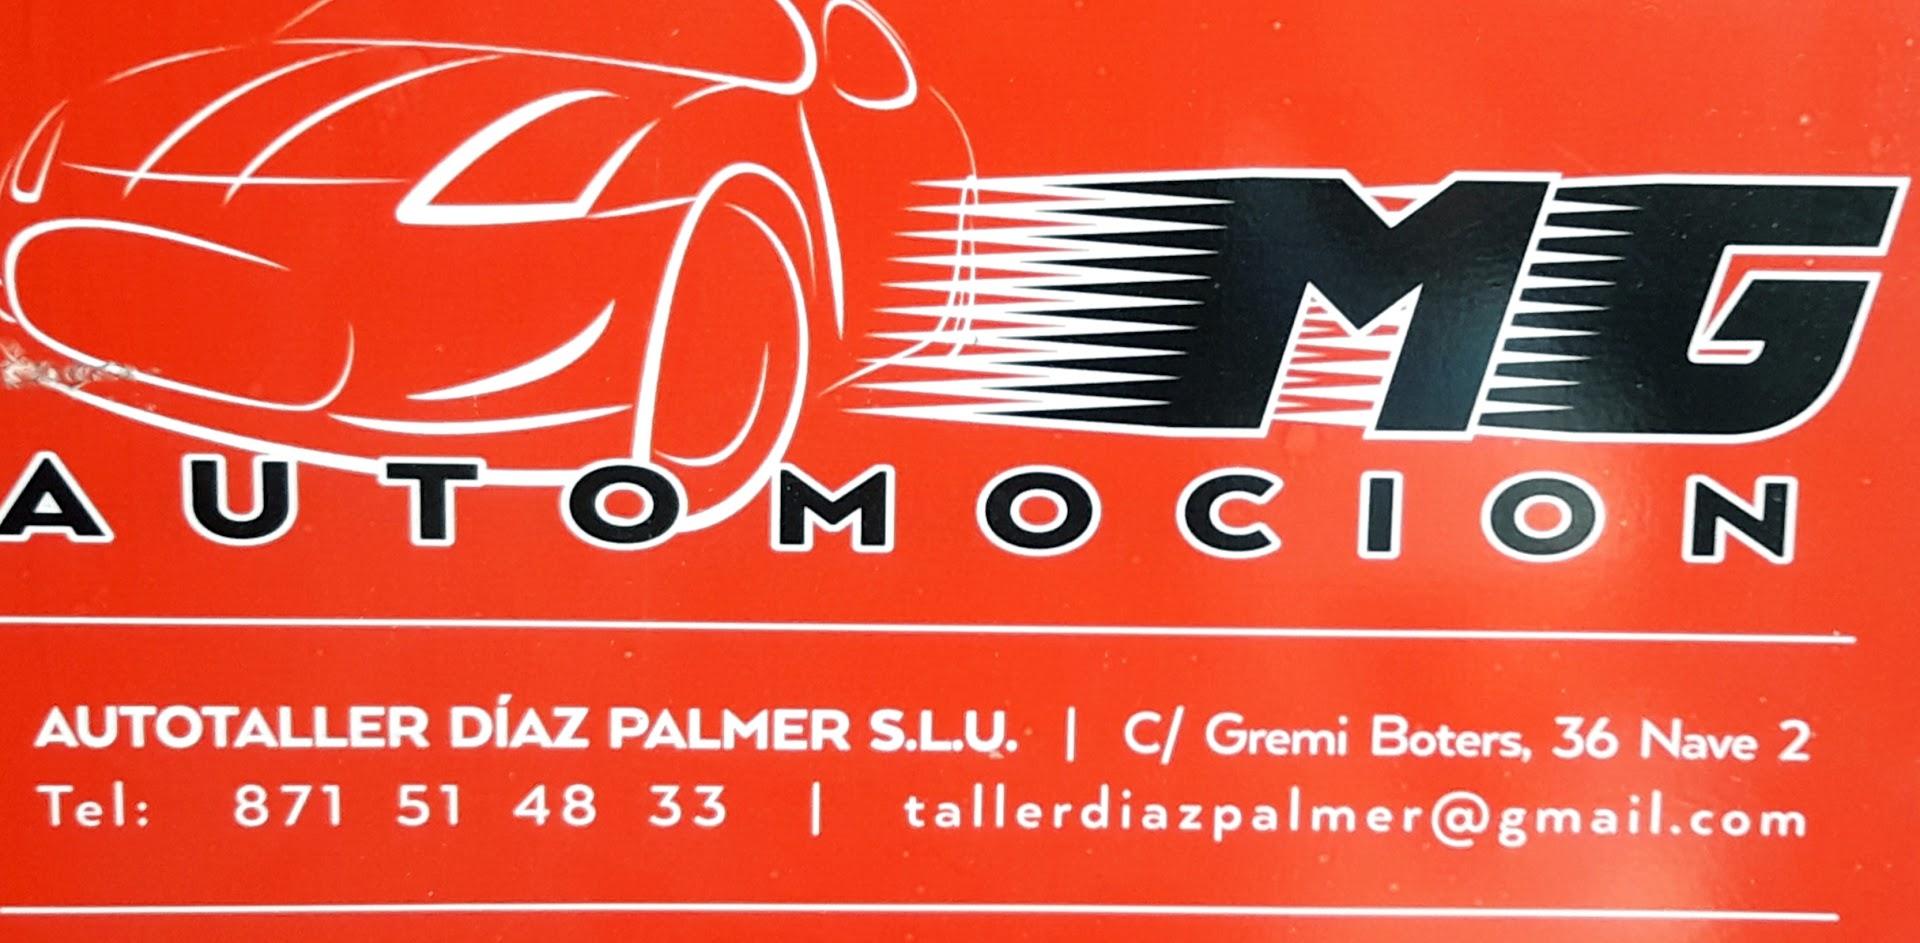 MG
AUTOMOCION
AUTOTALLER DÍAZ PALMER S.L.U. | C/ Gremi Boters, 36 Nave 2
Tel: 871 51 48 33 | tallerdiazpalmer@gmail.com